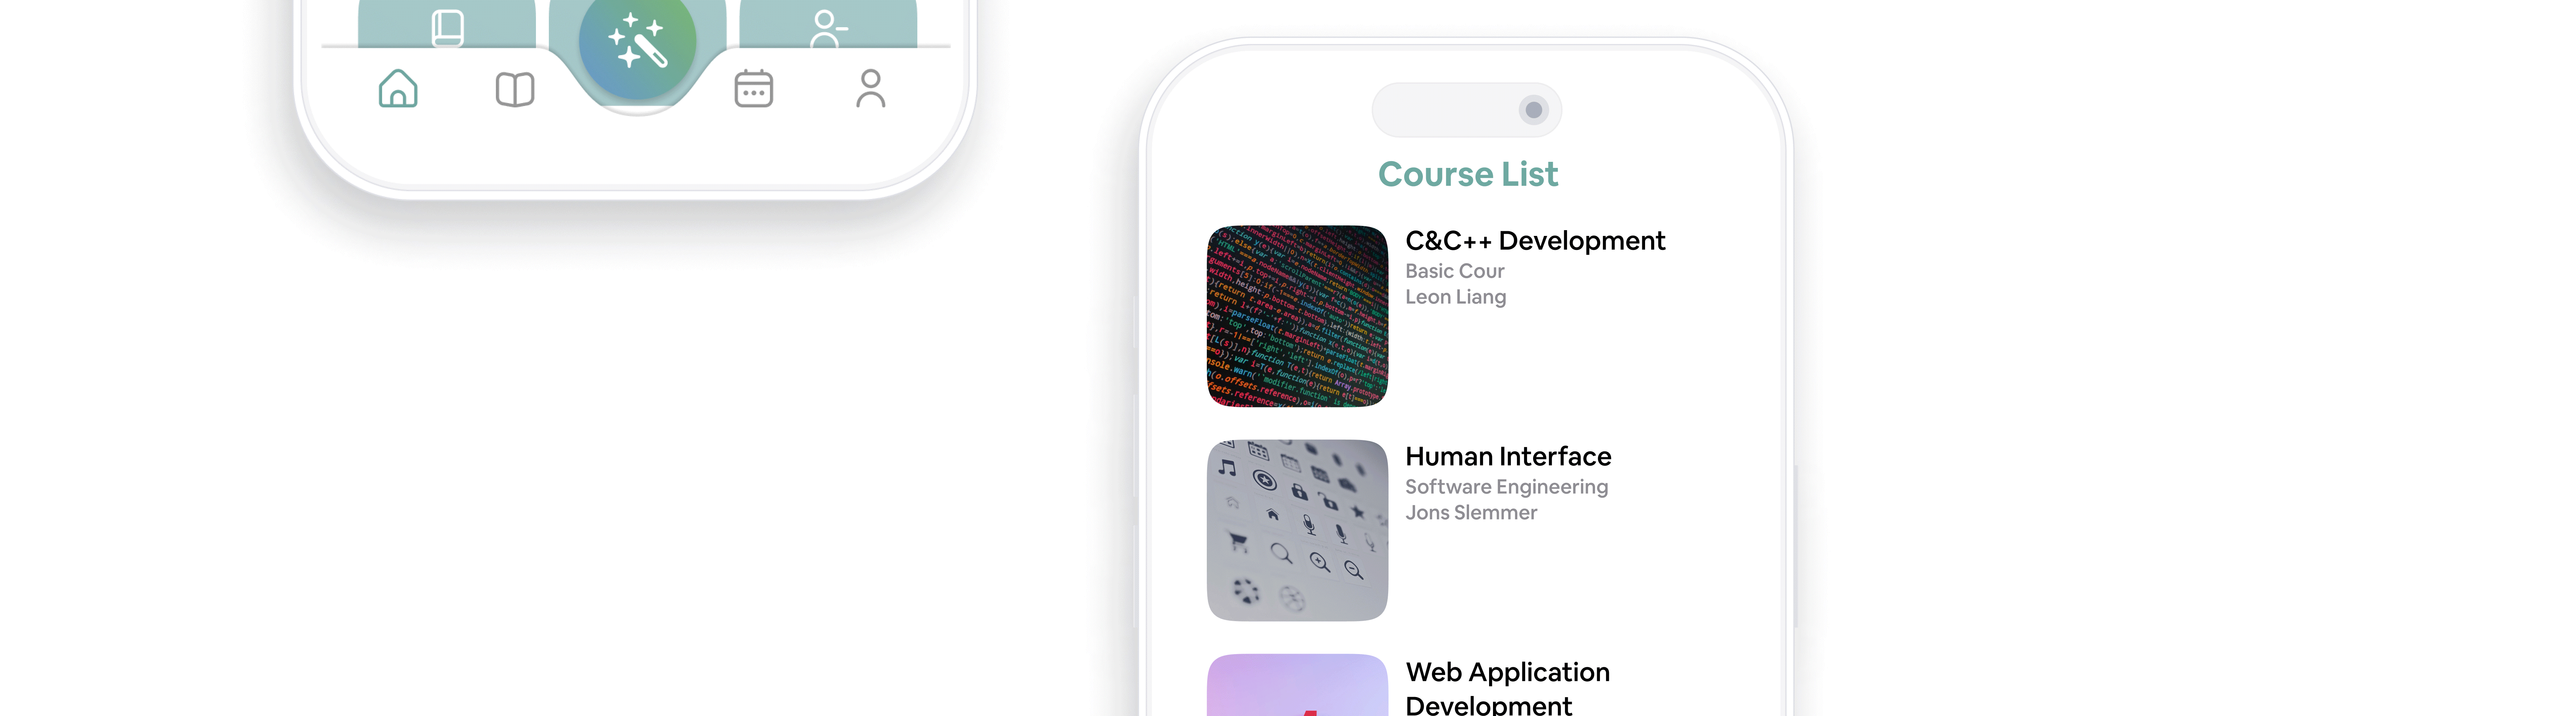 Course List
C&C++ Development
Basic Cour
Leon Liang
Human Interface
Software Engineering
Jons Slemmer
Web Application
Development